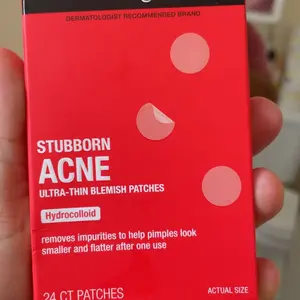 DERMATOLOGIST RECOMMENDED BRAND
STUBBORN
ACNE
ULTRA-THIN BLEMISH PATCHES
Hydrocolloid
removes impurities to help pimples look
smaller and flatter after one use
24 CT PATCHES
ACTUAL SIZE